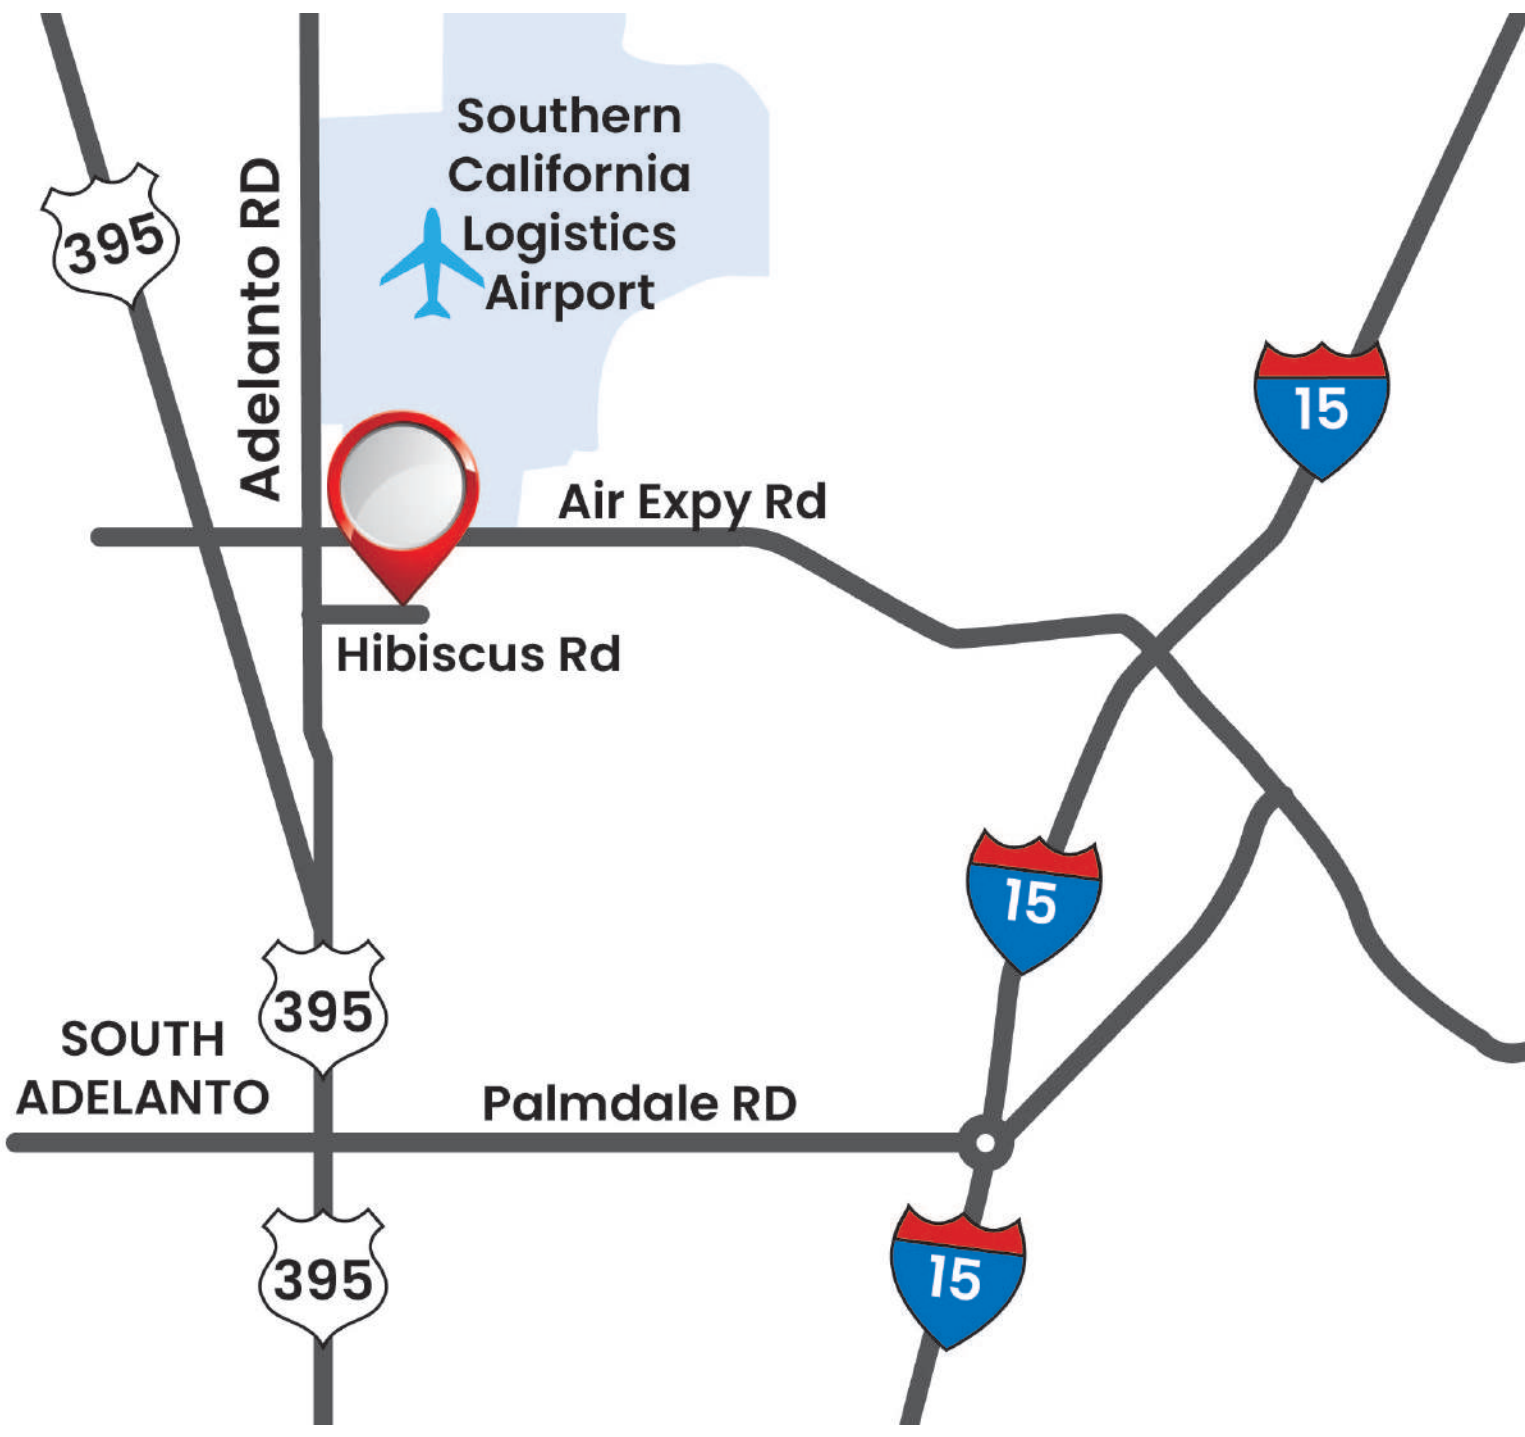 Southern
California
Logistics
Airport
Adelanto RD
395
15
Air Expy Rd
Hibiscus Rd
15
395
SOUTH
ADELANTO
Palmdale RD
395
15